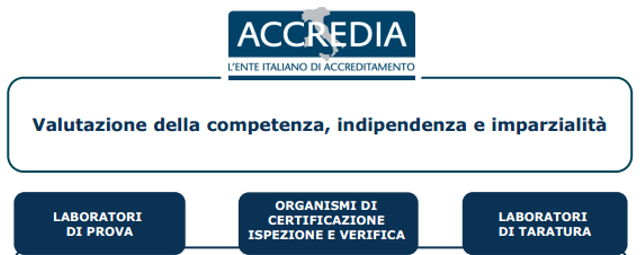 ACCREDIA
L'ENTE ITALIANO DI ACCREDITAMENTO
Valutazione della competenza, indipendenza e imparzialità
LABORATORI
DI PROVA
ORGANISMI DI
CERTIFICAZIONE
ISPEZIONE E VERIFICA
LABORATORI
DI TARATURA